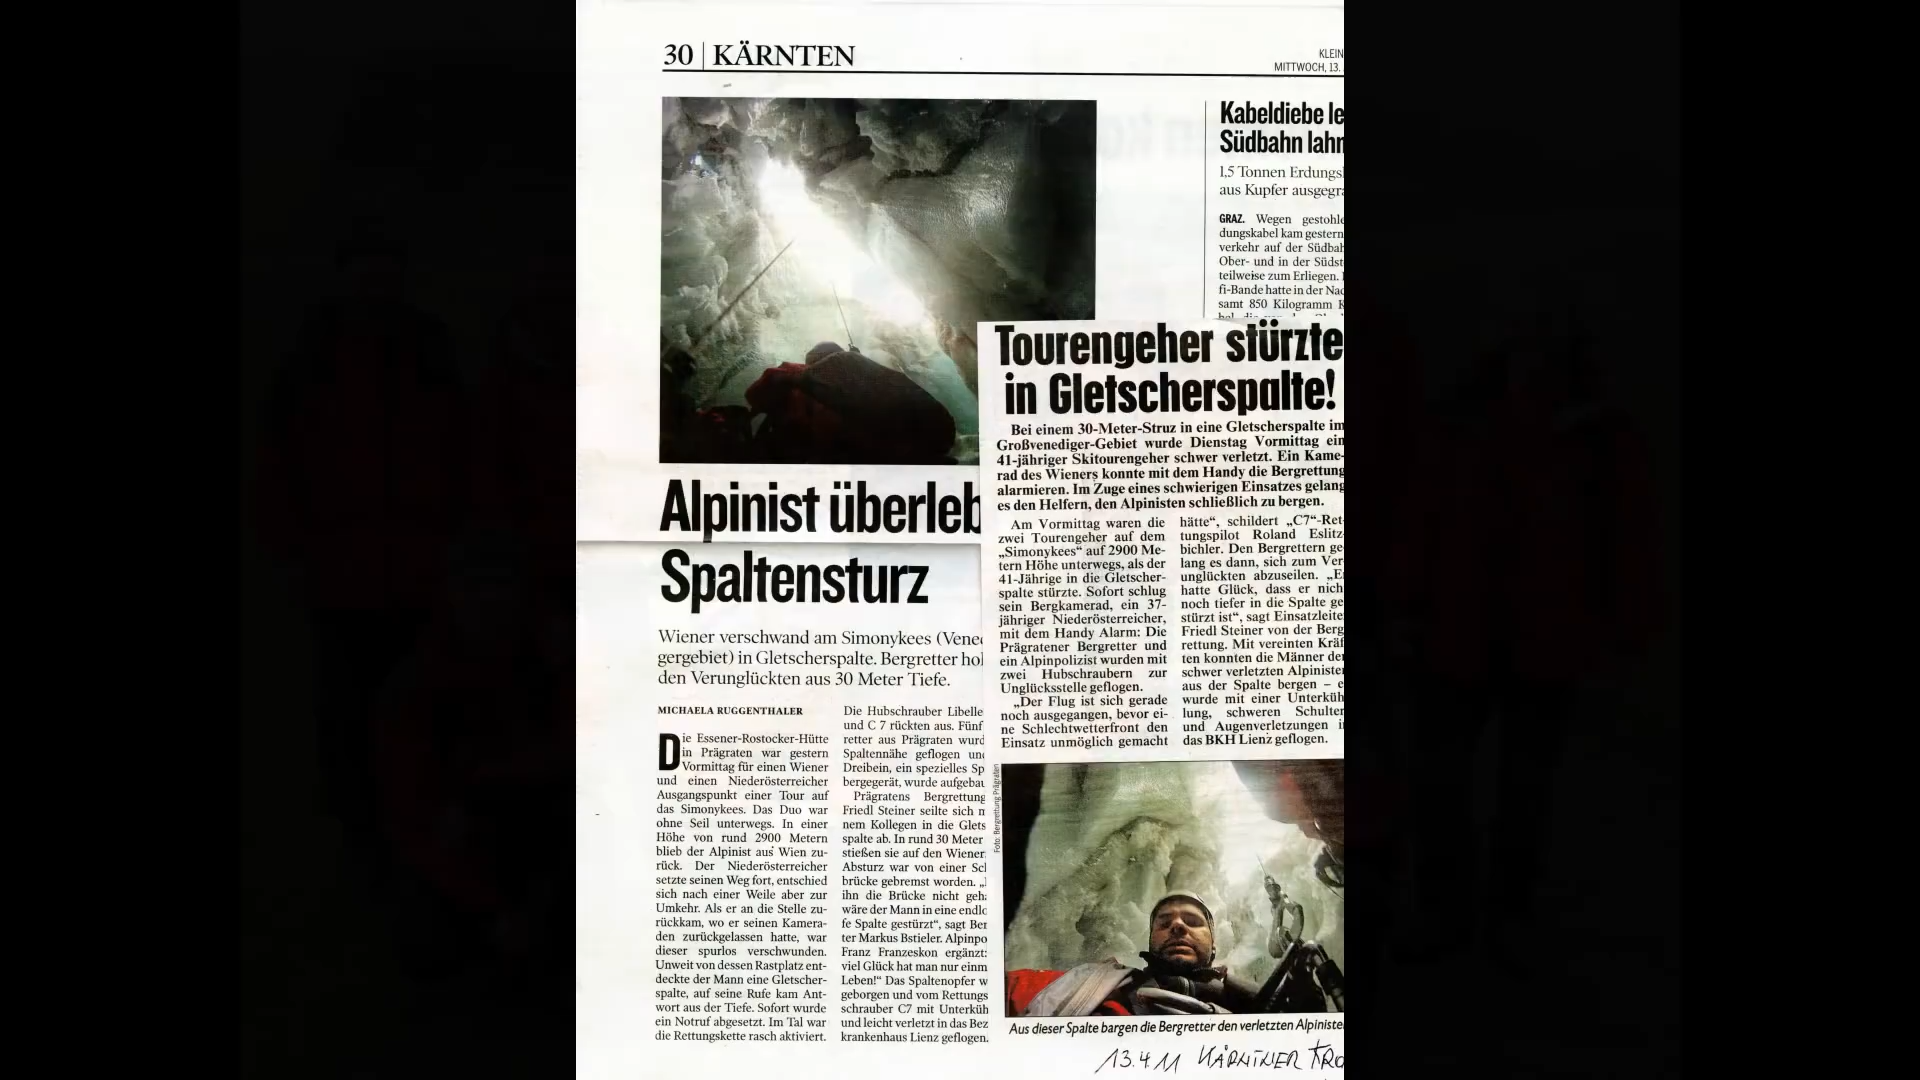 30 | KÄRNTEN
KLEIN
MITTWOCH, 13.
Alpinist überleb
Spaltensturz
Wiener verschwand am Simonykees (Vene
gergebiet) in Gletscherspalte. Bergretter hol
den Verunglückten aus 30 Meter Tiefe.
MICHAELA RUGGENTHALER
Die Essener-Rostocker-Hütte
in Prägraten war gestern
Vormittag für einen Wiener
und einen Niederösterreicher
Ausgangspunkt einer Tour auf
das Simonykees. Das Duo war
ohne Seil unterwegs. In einer
Höhe von rund 2900 Metern
blieb der Alpinist aus Wien zu-
rück. Der Niederösterreicher
setzte seinen Weg fort, entschied
sich nach einer Weile aber zur
Umkehr. Als er an die Stelle zu-
rückkam, wo er seinen Kamera-
den zurückgelassen hatte, war
dieser spurlos verschwunden.
Unweit von dessen Rastplatz ent-
deckte der Mann eine Gletscher-
spalte, auf seine Rufe kam Ant-
wort aus der Tiefe. Sofort wurde
ein Notruf abgesetzt. Im Tal war
die Rettungskette rasch aktiviert.
Die Hubschrauber Libelle
und C 7 rückten aus. Fünf
retter aus Prägraten wurd
Spaltennähe geflogen und
Dreibein, ein spezielles Sp
bergegerät, wurde aufgebau
Prägratens Bergrettung
Friedl Steiner seilte sich m
nem Kollegen in die Glets
spalte ab. In rund 30 Meter
stießen sie auf den Wiener.
Absturz war von einer Sc
brücke gebremst worden. „
ihn die Brücke nicht geh
wäre der Mann in eine endlo
fe Spalte gestürzt“, sagt Ber
ter Markus Bstieler. Alpinpo
Franz Franzeskon ergänzt:
viel Glück hat man nur einm
Leben!“ Das Spaltenopfer w
geborgen und vom Rettungs
schrauber C7 mit Unterküh
und leicht verletzt in das Bez
krankenhaus Lienz geflogen.
Kabeldiebe le
Südbahn lahm
1,5 Tonnen Erdungs
aus Kupfer ausgegra
GRAZ. Wegen gestohle
dungskabel kam gestern
verkehr auf der Südbah
Ober- und in der Südst
teilweise zum Erliegen.
fi-Bande hatte in der Nac
samt 850 Kilogramm K
Tourengeher stürzte
in Gletscherspalte!
Bei einem 30-Meter-Struz in eine Gletscherspalte im
Großvenediger-Gebiet wurde Dienstag Vormittag ein
41-jähriger Skitourengeher schwer verletzt. Ein Kame-
rad des Wieners konnte mit dem Handy die Bergrettung
alarmieren. Im Zuge eines schwierigen Einsatzes gelang
es den Helfern, den Alpinisten schließlich zu bergen.
Am Vormittag waren die
zwei Tourengeher auf dem
„Simonykees“ auf 2900 Me-
tern Höhe unterwegs, als der
41-Jährige in die Gletscher-
spalte stürzte. Sofort schlug
sein Bergkamerad, ein 37-
jähriger Niederösterreicher,
mit dem Handy Alarm: Die
Prägratener Bergretter und
ein Alpinpolizist wurden mit
zwei Hubschraubern zur
Unglücksstelle geflogen.
„Der Flug ist sich gerade
noch ausgegangen, bevor ei-
ne Schlechtwetterfront den
Einsatz unmöglich gemacht
hätte“, schildert „C7“-Ret-
tungspilot Roland Eslitz-
bichler. Den Bergrettern ge-
lang es dann, sich zum Ver-
unglückten abzuseilen. „E
hatte Glück, dass er nich
noch tiefer in die Spalte ge
stürzt ist“, sagt Einsatzleite
Friedl Steiner von der Berg
rettung. Mit vereinten Kräf
ten konnten die Männer de
schwer verletzten Alpiniste
aus der Spalte bergen – e
wurde mit einer Unterküh
lung, schweren Schulter
und Augenverletzungen i
das BKH Lienz geflogen.
Foto: Bergrettung Prägraten
Aus dieser Spalte bargen die Bergretter den verletzten Alpiniste
13.4.11 KÄRNTNER KRO